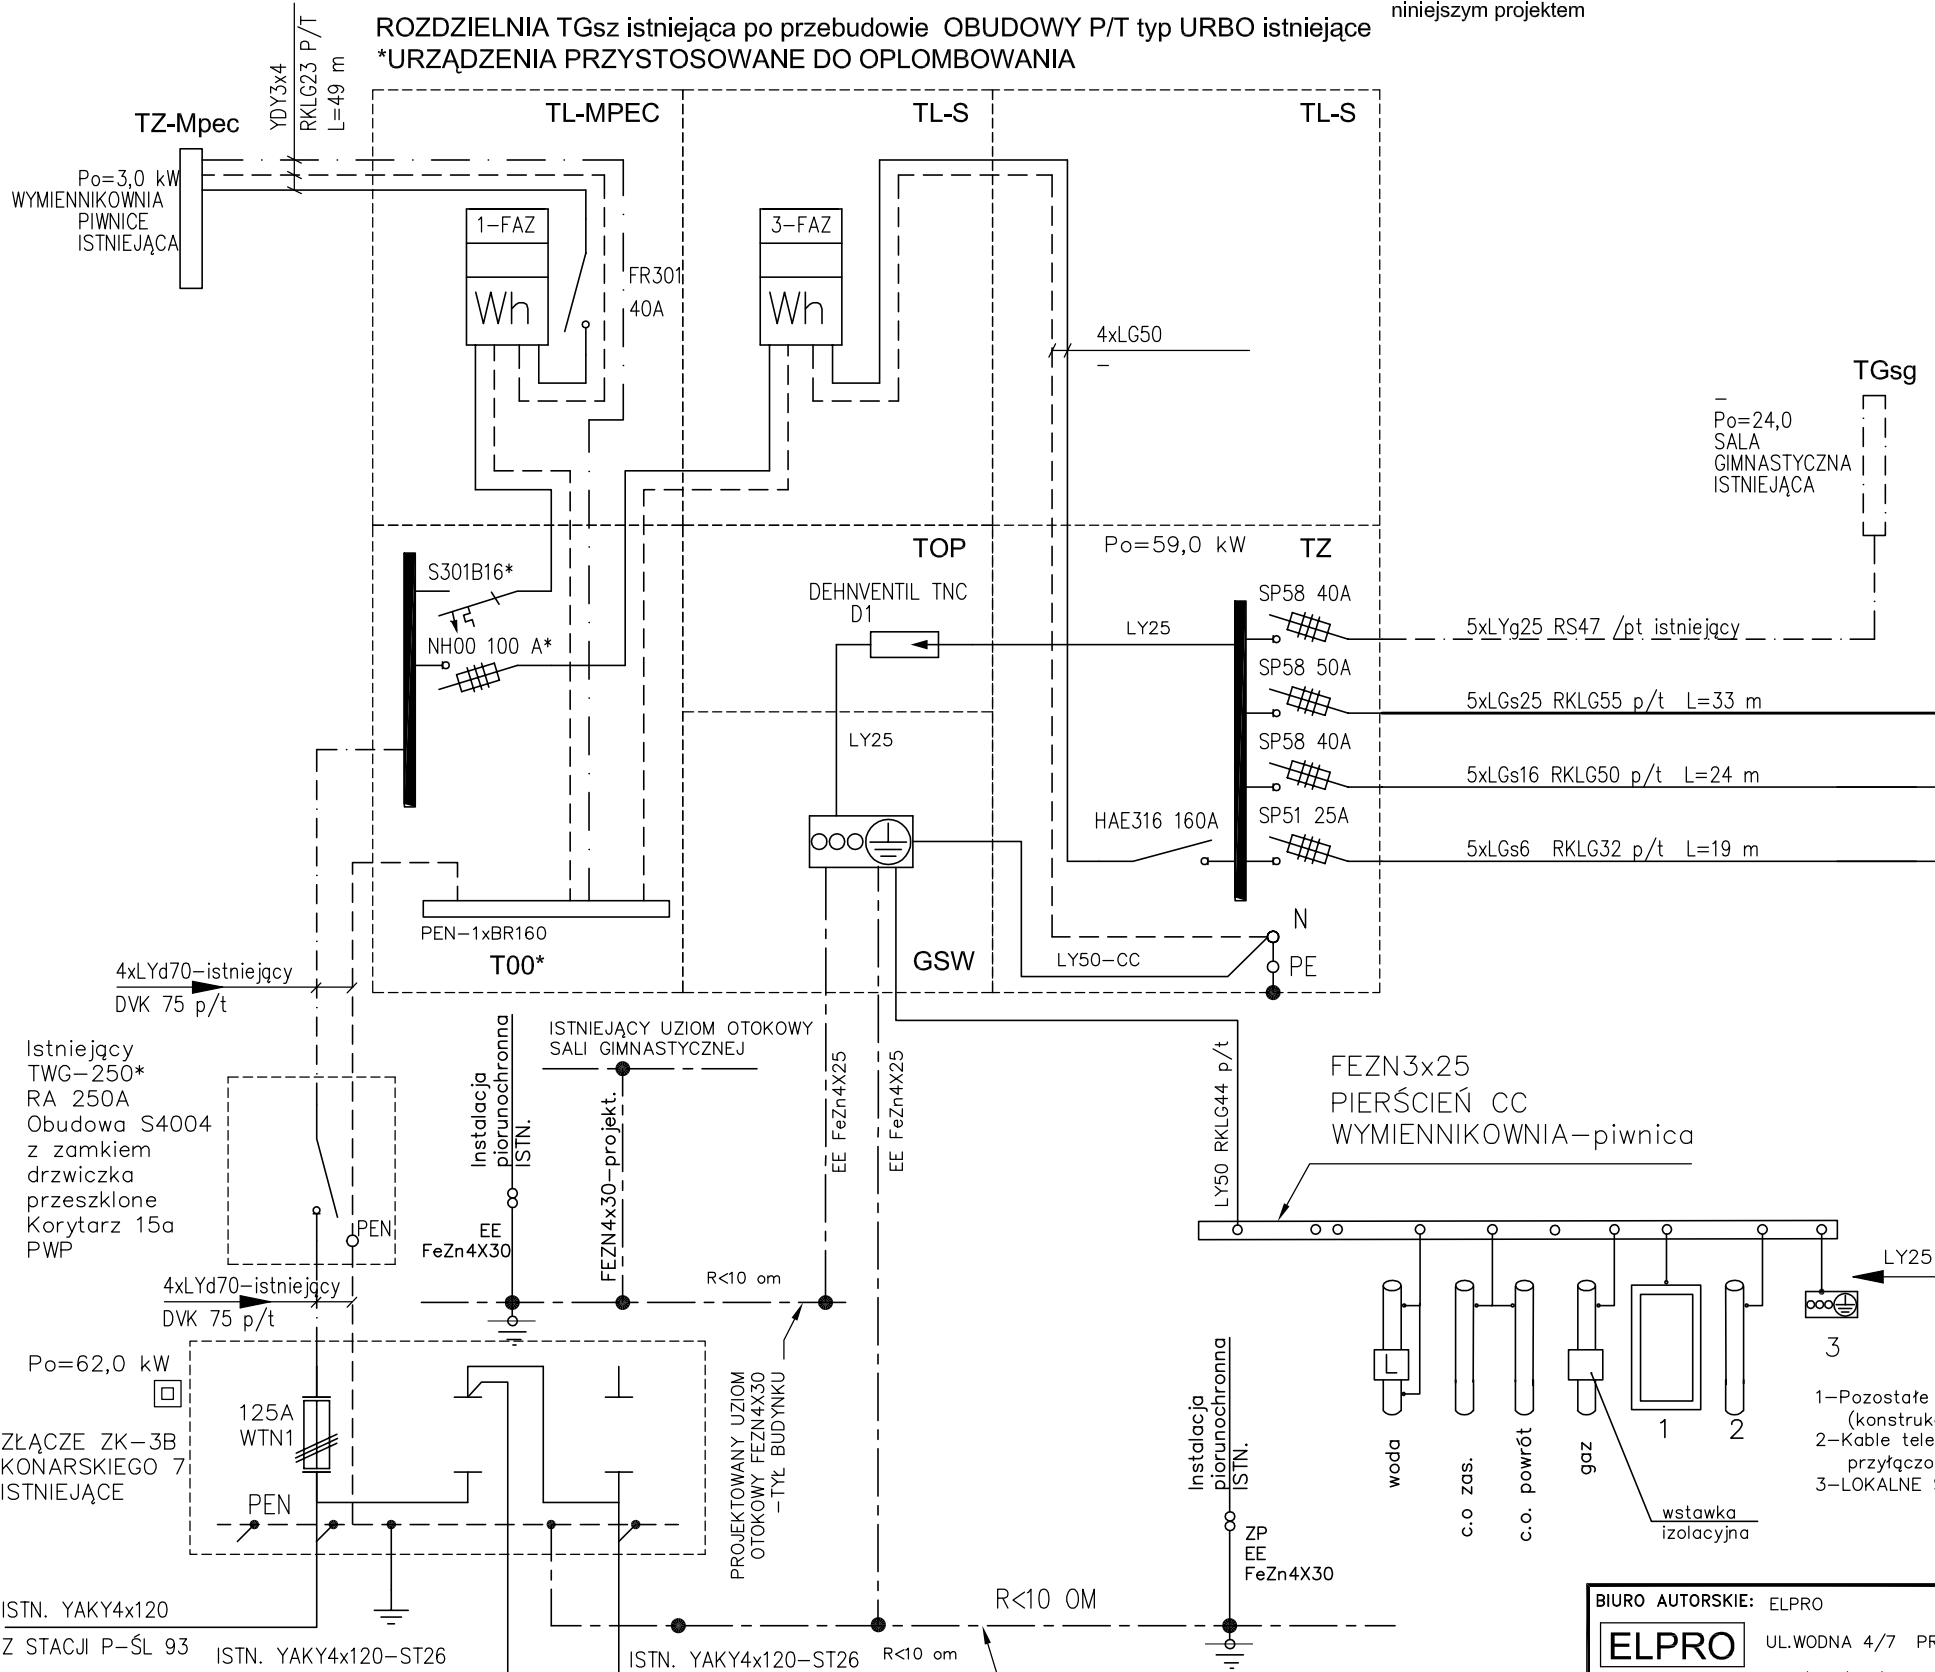 niniejszym projektem
ROZDZIELNIA TGsz istniejąca po przebudowie OBUDOWY P/T typ URBO istniejące
*URZĄDZENIA PRZYSTOSOWANE DO OPLOMBOWANIA
YDY3x4
RKLG23 P/T
L=49 m
TZ-Mpec
Po=3,0 kW
WYMIENNIKOWNIA
PIWNICE
ISTNIEJĄCA
TL-MPEC
TL-S
TL-S
1-FAZ
Wh
FR301
40A
3-FAZ
Wh
4xLG50
-
TGsg
-
Po=24,0
SALA
GIMNASTYCZNA
ISTNIEJĄCA
S301B16*
NH00 100 A*
TOP
DEHNVENTIL TNC
D1
LY25
LY25
Po=59,0 kW
TZ
SP58 40A
5xLYg25 RS47 /pt istniejący
SP58 50A
5xLGs25 RKLG55 p/t L=33 m
SP58 40A
5xLGs16 RKLG50 p/t L=24 m
HAE316 160A
SP51 25A
5xLGs6 RKLG32 p/t L=19 m
PEN-1xBR160
T00*
GSW
LY50-CC
N
PE
4xLYd70-istniejący
DVK 75 p/t
Istniejący
TWG-250*
RA 250A
Obudowa S4004
z zamkiem
drzwiczka
przeszklone
Korytarz 15a
PWP
PEN
4xLYd70-istniejący
DVK 75 p/t
Instalacja
piorunochronna
ISTN.
EE
FeZn4X30
ISTNIEJĄCY UZIOM OTOKOWY
SALI GIMNASTYCZNEJ
FEZN4x30-projekt.
EE FeZn4X25
EE FeZn4X25
R<10 om
LY50 RKLG44 p/t
FEZN3x25
PIERŚCIEŃ CC
WYMIENNIKOWNIA-piwnica
LY25
L
woda
c.o zas.
c.o. powrót
gaz
1
2
3
wstawka
izolacyjna
1-Pozostałe
(konstruk
2-Kable tele
przyłączo
3-LOKALNE
Po=62,0 kW
125A
WTN1
ZŁĄCZE ZK-3B
KONARSKIEGO 7
ISTNIEJĄCE
PEN
PROJEKTOWANY UZIOM
OTOKOWY FEZN4X30
-TYŁ BUDYNKU
Instalacja
piorunochronna
ISTN.
ZP
EE
FeZn4X30
R<10 OM
R<10 om
ISTN. YAKY4x120
Z STACJI P-ŚL 93
ISTN. YAKY4x120-ST26
ISTN. YAKY4x120-ST26
BIURO AUTORSKIE: ELPRO
ELPRO
UL.WODNA 4/7 PR